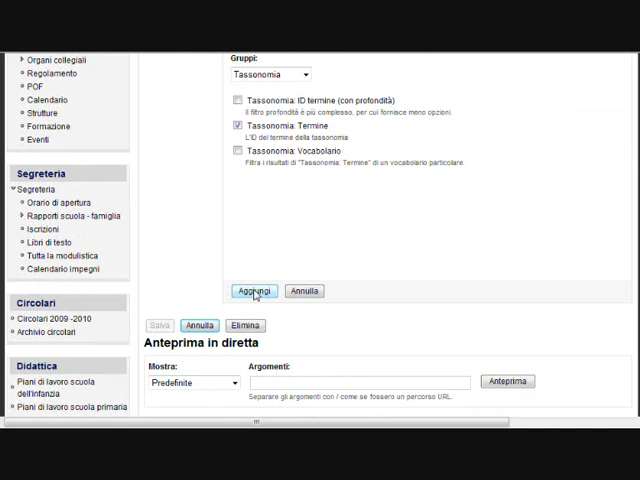 Organi collegiali
Regolamento
POF
Calendario
Strutture
Formazione
Eventi
Segreteria
Segreteria
Orario di apertura
Rapporti scuola - famiglia
Iscrizioni
Libri di testo
Tutta la modulistica
Calendario impegni
Circolari
Circolari 2009 -2010
Archivio circolari
Didattica
Piani di lavoro scuola
dell'infanzia
Piani di lavoro scuola primaria
Gruppi:
Tassonomia
Tassonomia: ID termine (con profondità)
Il filtro profondità è più complesso, per cui fornisce meno opzioni.
Tassonomia: Termine
L'ID del termine della tassonomia
Tassonomia: Vocabolario
Filtra i risultati di "Tassonomia: Termine" di un vocabolario particolare.
Aggiungi Annulla
Salva Annulla Elimina
Anteprima in diretta
Mostra: Argomenti:
Predefinite Anteprima
Separare gli argomenti con / come se fossero un percorso URL.